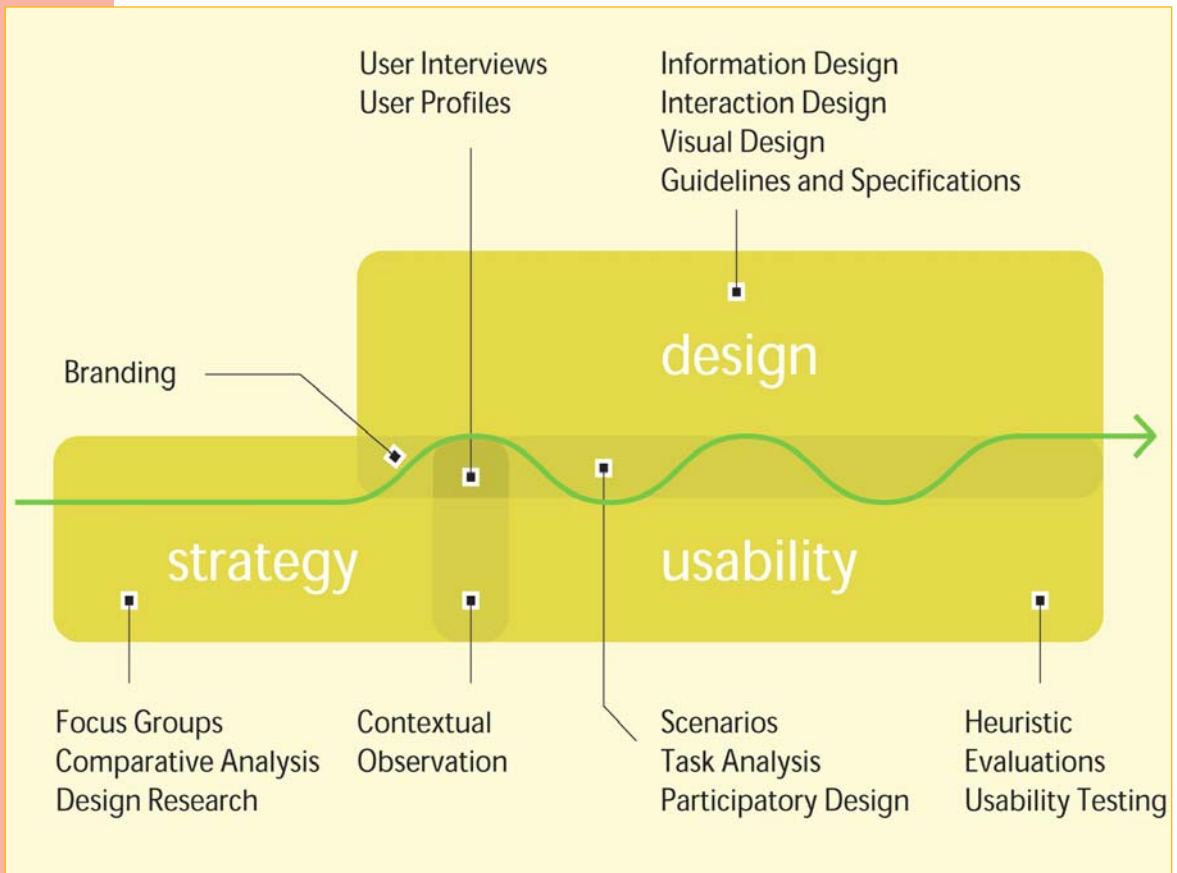 User Interviews
User Profiles
Information Design
Interaction Design
Visual Design
Guidelines and Specifications
design
Branding
strategy
usability
Focus Groups
Comparative Analysis
Design Research
Contextual
Observation
Scenarios
Task Analysis
Participatory Design
Heuristic
Evaluations
Usability Testing